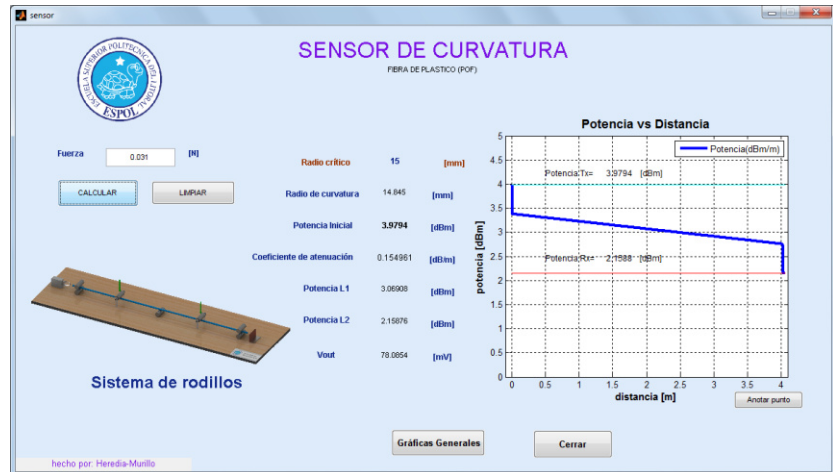 sensor
ESCUELA SUPERIOR POLITECNICA DEL LITORAL
ESPOL
SENSOR DE CURVATURA
FIBRA DE PLASTICO (POF)
Fuerza 0.031 [N]
CALCULAR LIMPIAR
Radio crítico 15 [mm]
Radio de curvatura 14.845 [mm]
Potencia Inicial 3.9794 [dBm]
Coeficiente de atenuación 0.154961 [dB/m]
Potencia L1 3.06908 [dBm]
Potencia L2 2.15876 [dBm]
Vout 78.0854 [mV]
Sistema de rodillos
Potencia vs Distancia
Potencia(dBm/m)
Potencia.Tx= 3.9794 [dBm]
Potencia.Rx= 2.1588 [dBm]
potencia [dBm]
5
4.5
4
3.5
3
2.5
2
1.5
1
0.5
0
0 0.5 1 1.5 2 2.5 3 3.5 4
distancia [m]
Anotar punto
Gráficas Generales Cerrar
hecho por: Heredia-Murillo